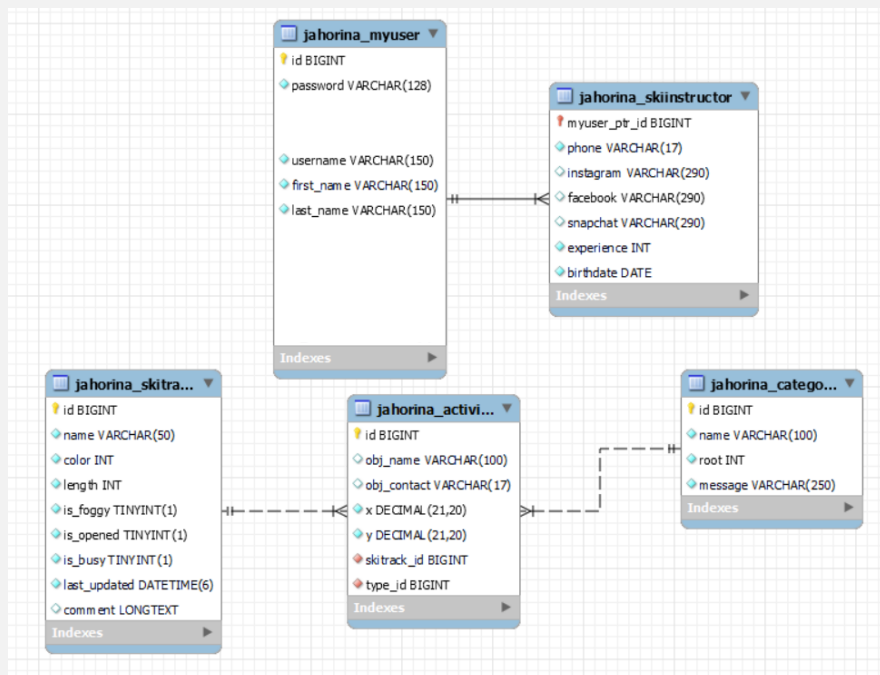 jahorina_myuser
id BIGINT
password VARCHAR(128)
username VARCHAR(150)
first_name VARCHAR(150)
last_name VARCHAR(150)
Indexes
jahorina_skiinstructor
myuser_ptr_id BIGINT
phone VARCHAR(17)
instagram VARCHAR(290)
facebook VARCHAR(290)
snapchat VARCHAR(290)
experience INT
birthdate DATE
Indexes
jahorina_skitra...
id BIGINT
name VARCHAR(50)
color INT
length INT
is_foggy TINYINT(1)
is_opened TINYINT(1)
is_busy TINYINT(1)
last_updated DATETIME(6)
comment LONGTEXT
Indexes
jahorina_activi...
id BIGINT
obj_name VARCHAR(100)
obj_contact VARCHAR(17)
x DECIMAL(21,20)
y DECIMAL(21,20)
skitrack_id BIGINT
type_id BIGINT
Indexes
jahorina_catego...
id BIGINT
name VARCHAR(100)
root INT
message VARCHAR(250)
Indexes